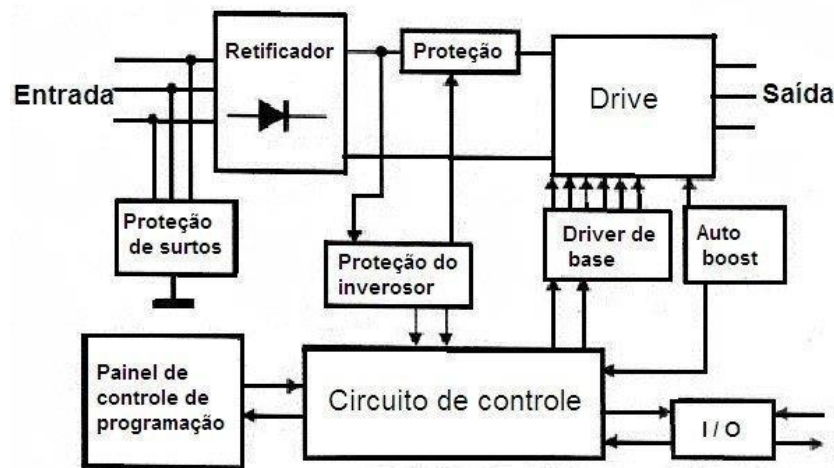 Retificador
Proteção
Entrada
Drive
Saída
Proteção
de surtos
Proteção do
inverosor
Driver de
base
Auto
boost
Painel de
controle de
programação
Circuito de controle
I / O